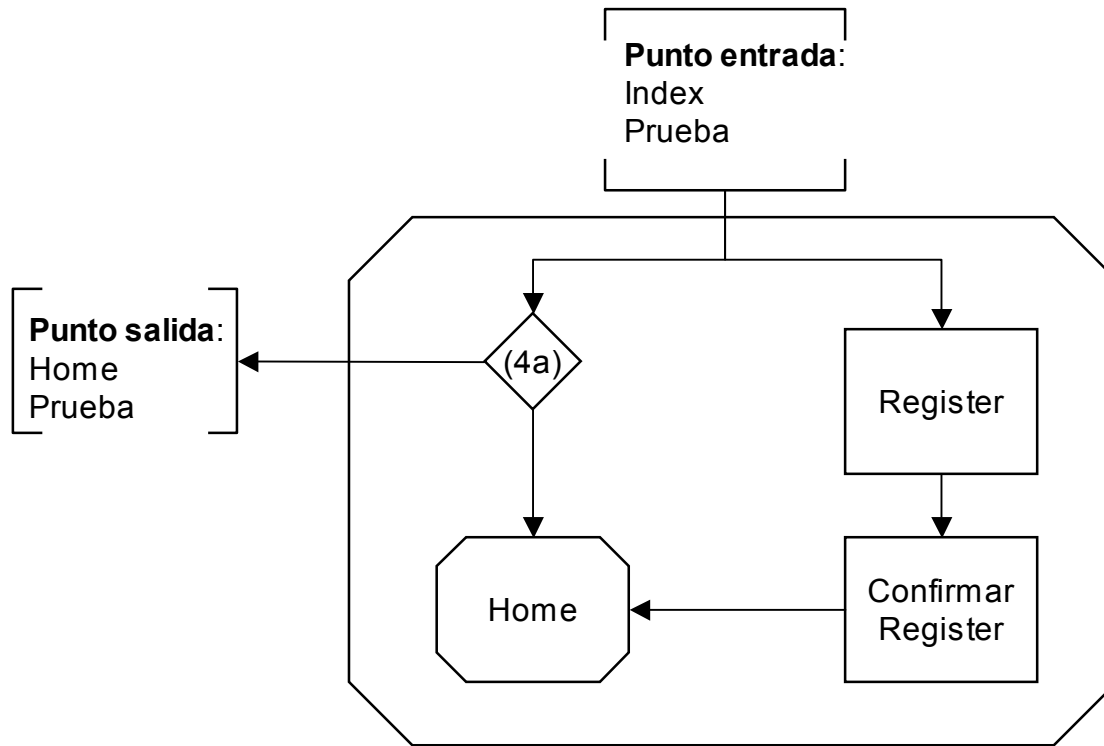 Punto entrada:
Index
Prueba
Punto salida:
Home
Prueba
(4a)
Register
Home
Confirmar
Register